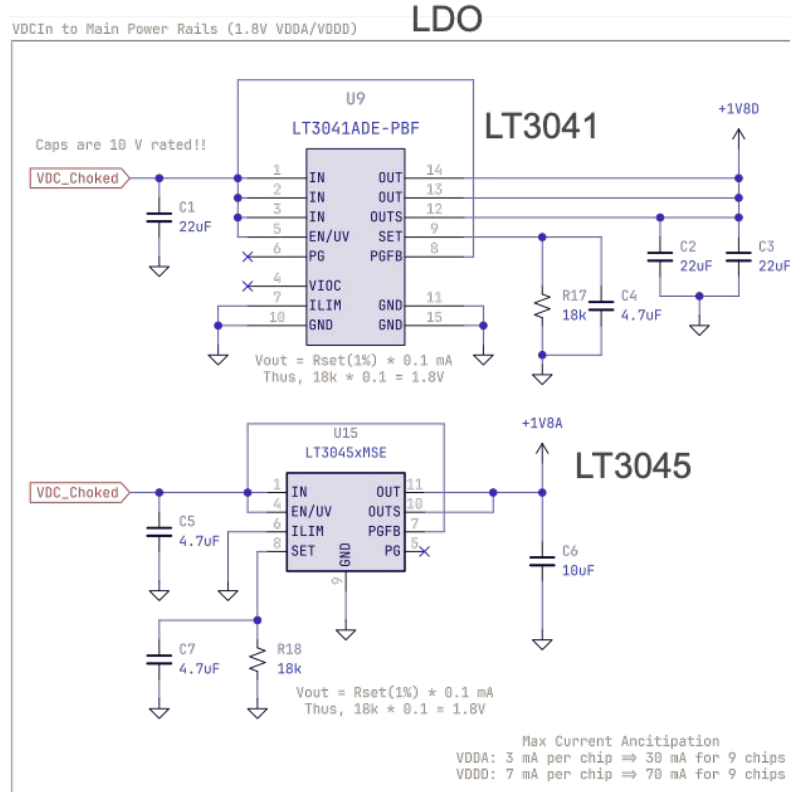 LDO
VDCIn to Main Power Rails (1.8V VDDA/VDDD)
U9
LT3041ADE-PBF
LT3041
+1V8D
Caps are 10 V rated!!
VDC_Choked
1 IN OUT 14
2 IN OUT 13
3 IN OUTS 12
5 EN/UV SET 9
6 PG PGFB 8
4 VIOC
7 ILIM GND 11
10 GND GND 15
C1
22uF
C2
22uF
C3
22uF
R17
18k
C4
4.7uF
Vout = Rset(1%) * 0.1 mA
Thus, 18k * 0.1 = 1.8V
U15
LT3045xMSE
+1V8A
LT3045
VDC_Choked
1 IN OUT 11
4 EN/UV OUTS 10
6 ILIM PGFB 7
8 SET PG 5
GND
9
C5
4.7uF
C6
10uF
C7
4.7uF
R18
18k
Vout = Rset(1%) * 0.1 mA
Thus, 18k * 0.1 = 1.8V
Max Current Ancitipation
VDDA: 3 mA per chip ⇒ 30 mA for 9 chips
VDDD: 7 mA per chip ⇒ 70 mA for 9 chips